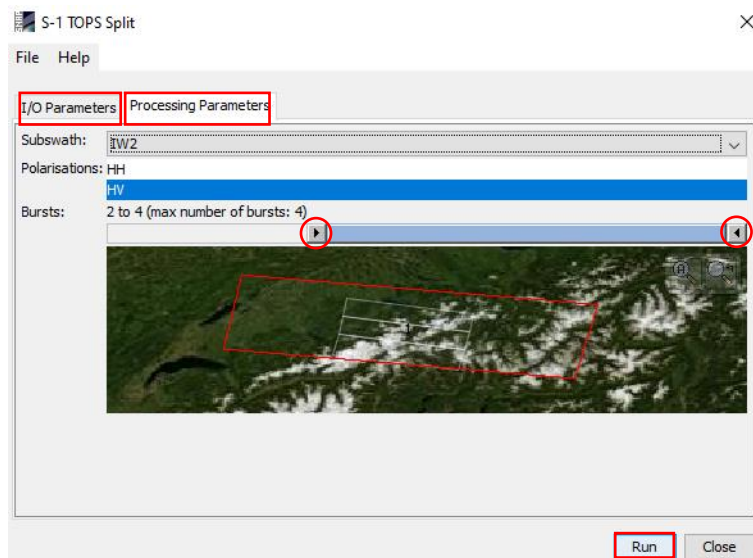 S-1 TOPS Split
File Help
I/O Parameters Processing Parameters
Subswath: IW2
Polarisations: HH
HV
Bursts: 2 to 4 (max number of bursts: 4)
1
Run Close